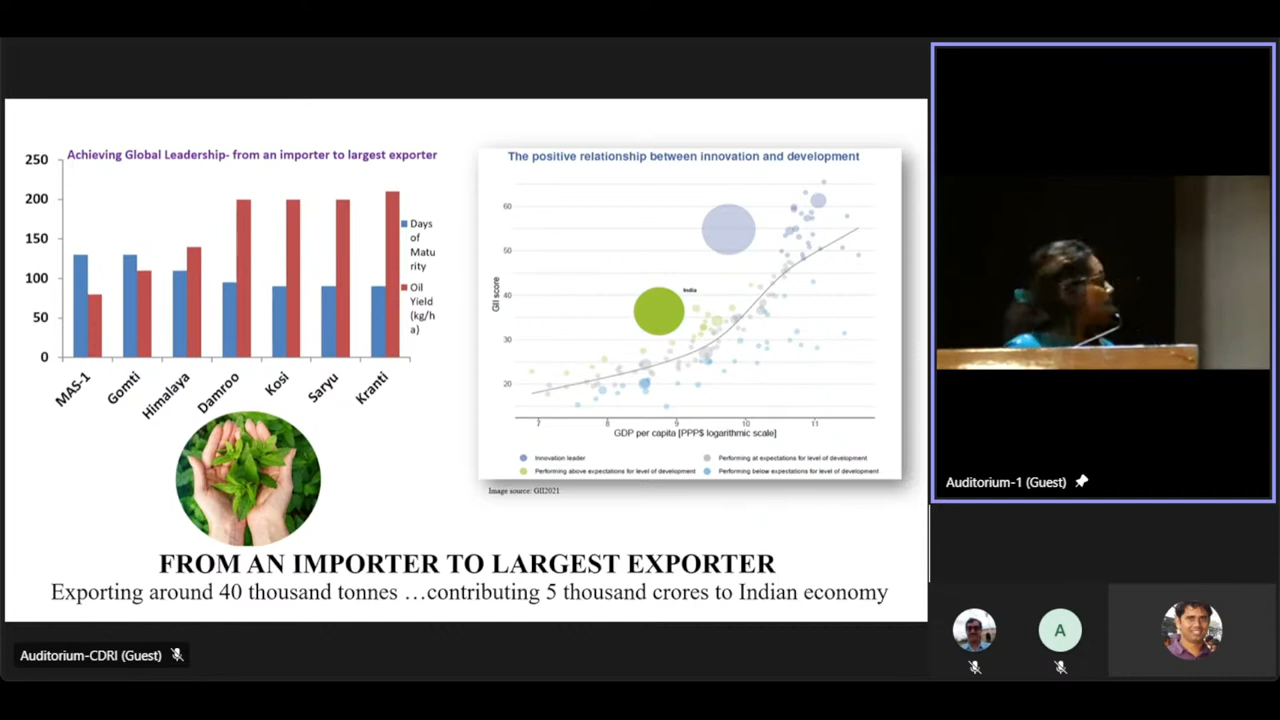 Achieving Global Leadership- from an importer to largest exporter
250
200
150
100
50
0
MAS-1
Gomti
Himalaya
Damroo
Kosi
Saryu
Kranti
Days
of
Matu
rity
Oil
Yield
(kg/h
a)
The positive relationship between innovation and development
GII score
60
50
40
30
20
India
7 8 9 10 11
GDP per capita [PPP$ logarithmic scale]
Innovation leader
Performing at expectations for level of development
Performing above expectations for level of development
Performing below expectations for level of development
Image source: GII2021
FROM AN IMPORTER TO LARGEST EXPORTER
Exporting around 40 thousand tonnes …contributing 5 thousand crores to Indian economy
Auditorium-CDRI (Guest)
Auditorium-1 (Guest)
A